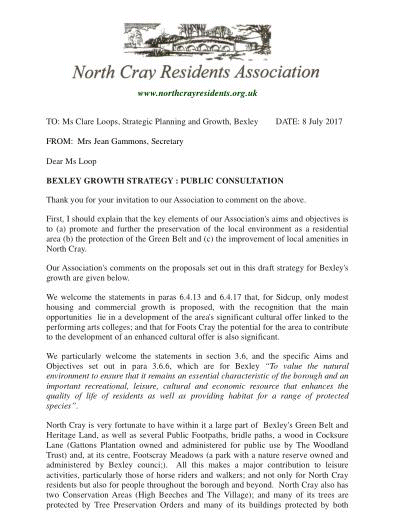 North Cray Residents Association
www.northcrayresidents.org.uk
TO: Ms Clare Loops, Strategic Planning and Growth, Bexley DATE: 8 July 2017
FROM: Mrs Jean Gammons, Secretary
Dear Ms Loop
BEXLEY GROWTH STRATEGY : PUBLIC CONSULTATION
Thank you for your invitation to our Association to comment on the above.
First, I should explain that the key elements of our Association's aims and objectives is
to (a) promote and further the preservation of the local environment as a residential
area (b) the protection of the Green Belt and (c) the improvement of local amenities in
North Cray.
Our Association's comments on the proposals set out in this draft strategy for Bexley's
growth are given below.
We welcome the statements in paras 6.4.13 and 6.4.17 that, for Sidcup, only modest
housing and commercial growth is proposed, with the recognition that the main
opportunities lie in a development of the area's significant cultural offer linked to the
performing arts colleges; and that for Foots Cray the potential for the area to contribute
to the development of an enhanced cultural offer is also significant.
We particularly welcome the statements in section 3.6, and the specific Aims and
Objectives set out in para 3.6.6, which are for Bexley "To value the natural
environment to ensure that it remains an essential characteristic of the borough and an
important recreational, leisure, cultural and economic resource that enhances the
quality of life of residents as well as providing habitat for a range of protected
species".
North Cray is very fortunate to have within it a large part of Bexley's Green Belt and
Heritage Land, as well as several Public Footpaths, bridle paths, a wood in Cocksure
Lane (Gattons Plantation owned and administered for public use by The Woodland
Trust) and, at its centre, Footscray Meadows (a park with a nature reserve owned and
administered by Bexley counci;). All this makes a major contribution to leisure
activities, particularly those of horse riders and walkers; and not only for North Cray
residents but also for people throughout the borough and beyond. North Cray also has
two Conservation Areas (High Beeches and The Village); and many of its trees are
protected by Tree Preservation Orders and many of its buildings protected by both